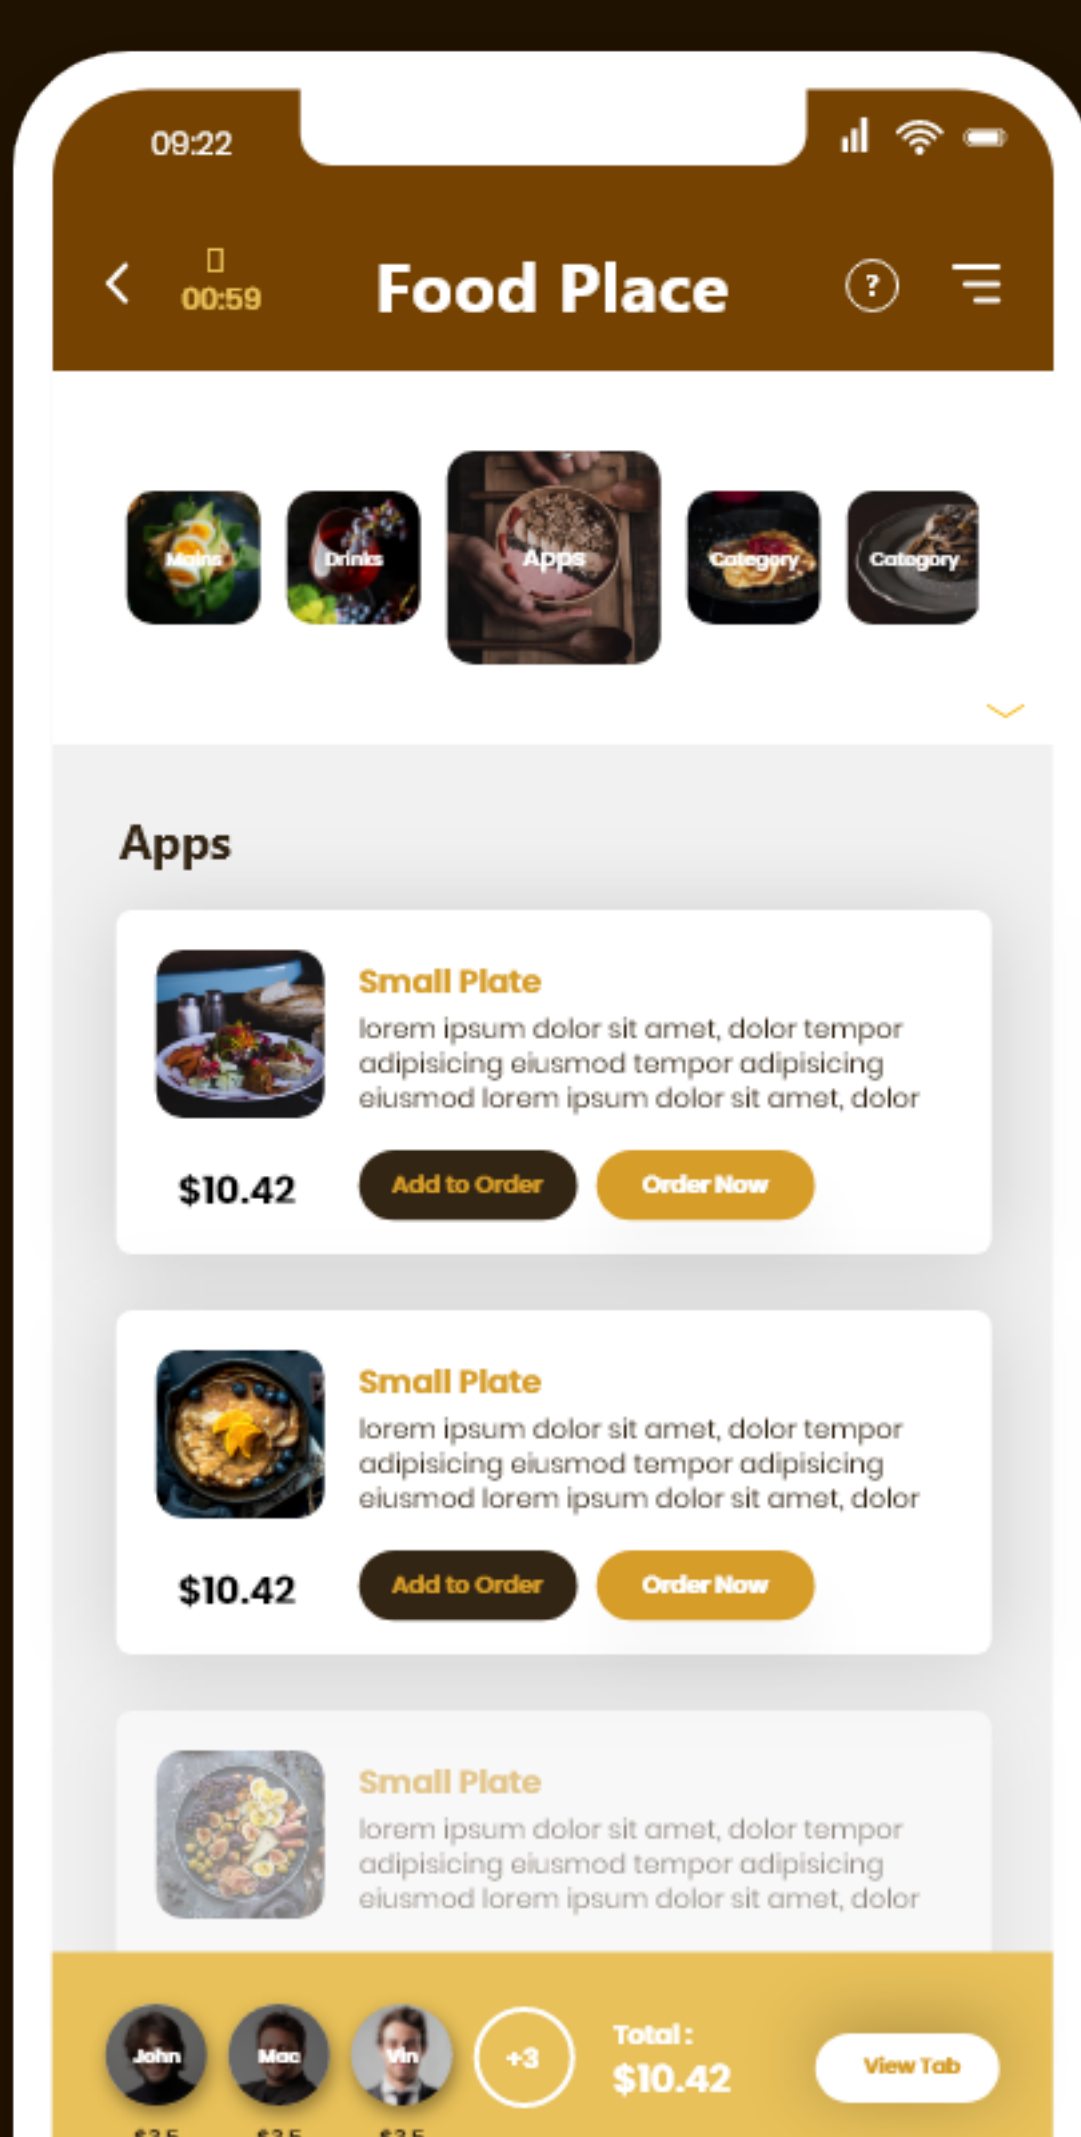 09:22
00:59
Food Place
?
Mains
Drinks
Apps
Category
Category
Apps
Small Plate
lorem ipsum dolor sit amet, dolor tempor
adipisicing eiusmod tempor adipisicing
eiusmod lorem ipsum dolor sit amet, dolor
$10.42
Add to Order
Order Now
Small Plate
lorem ipsum dolor sit amet, dolor tempor
adipisicing eiusmod tempor adipisicing
eiusmod lorem ipsum dolor sit amet, dolor
$10.42
Add to Order
Order Now
Small Plate
lorem ipsum dolor sit amet, dolor tempor
adipisicing eiusmod tempor adipisicing
eiusmod lorem ipsum dolor sit amet, dolor
John
Mac
Vin
+3
Total :
$10.42
View Tab